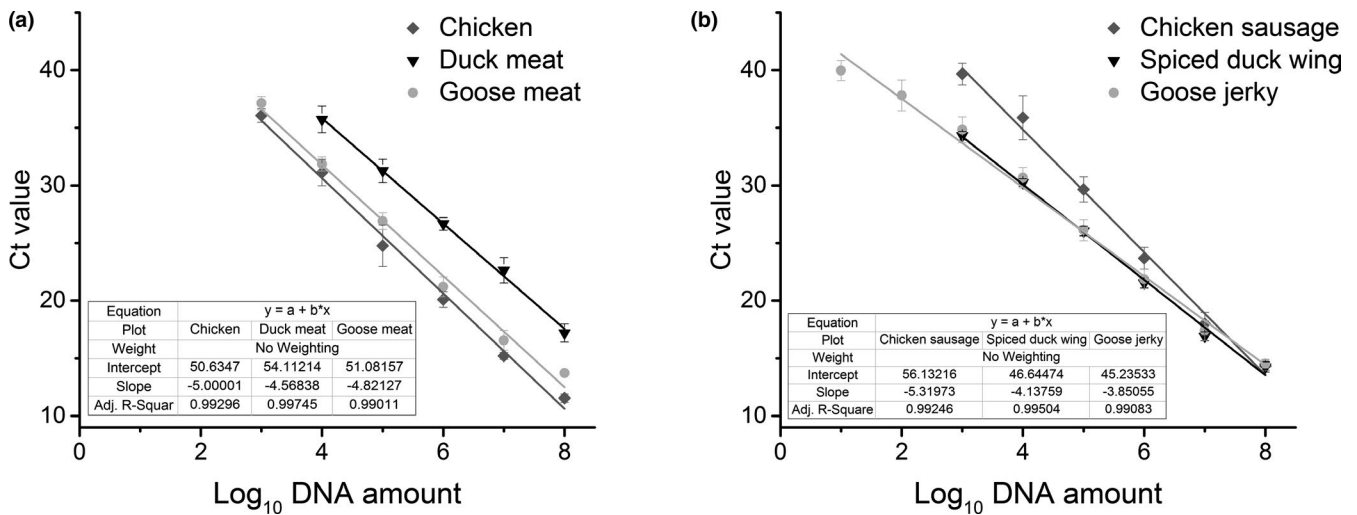 (a)
Chicken
Duck meat
Goose meat
Ct value
40
30
20
10
Equation y = a + b*x
Plot Chicken Duck meat Goose meat
Weight No Weighting
Intercept 50.6347 54.11214 51.08157
Slope -5.00001 -4.56838 -4.82127
Adj. R-Squar 0.99296 0.99745 0.99011
0 2 4 6 8
Log10 DNA amount
(b)
Chicken sausage
Spiced duck wing
Goose jerky
Ct value
40
30
20
10
Equation y = a + b*x
Plot Chicken sausage Spiced duck wing Goose jerky
Weight No Weighting
Intercept 56.13216 46.64474 45.23533
Slope -5.31973 -4.13759 -3.85055
Adj. R-Square 0.99246 0.99504 0.99083
0 2 4 6 8
Log10 DNA amount